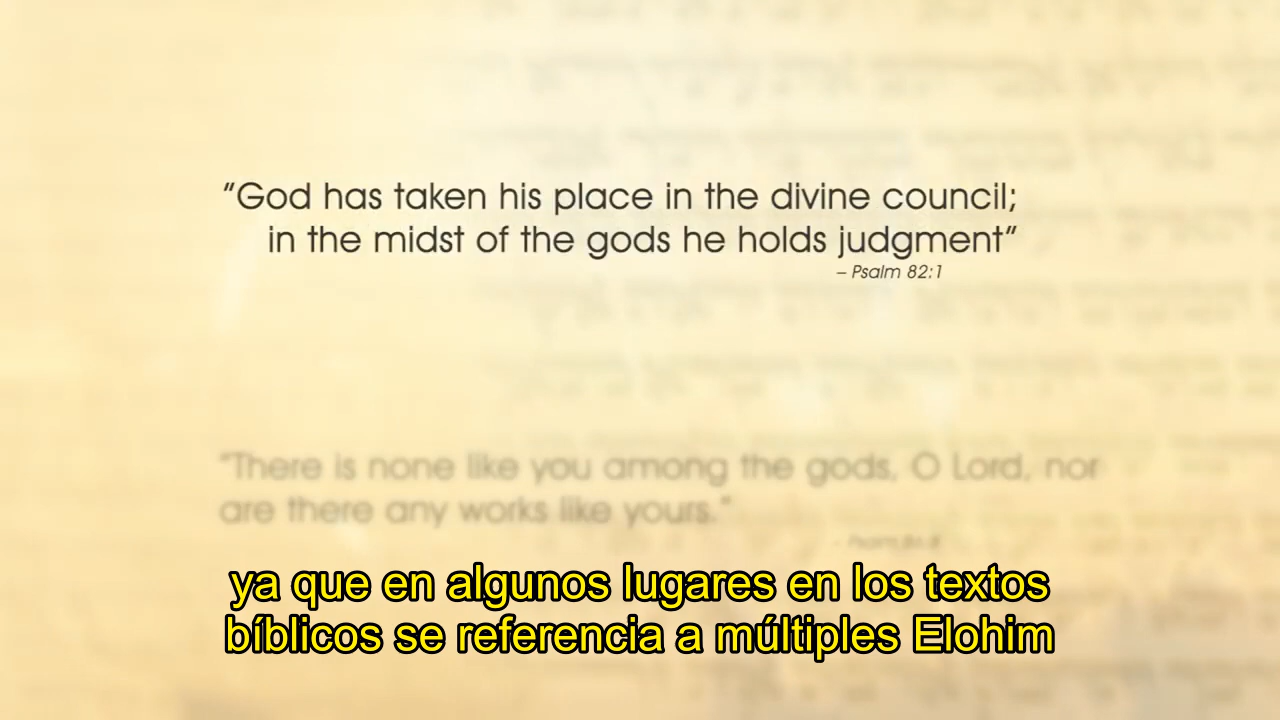 “God has taken his place in the divine council;
in the midst of the gods he holds judgment”
– Psalm 82:1
“There is none like you among the gods, O Lord, nor
are there any works like yours.”
ya que en algunos lugares en los textos
bíblicos se referencia a múltiples Elohim